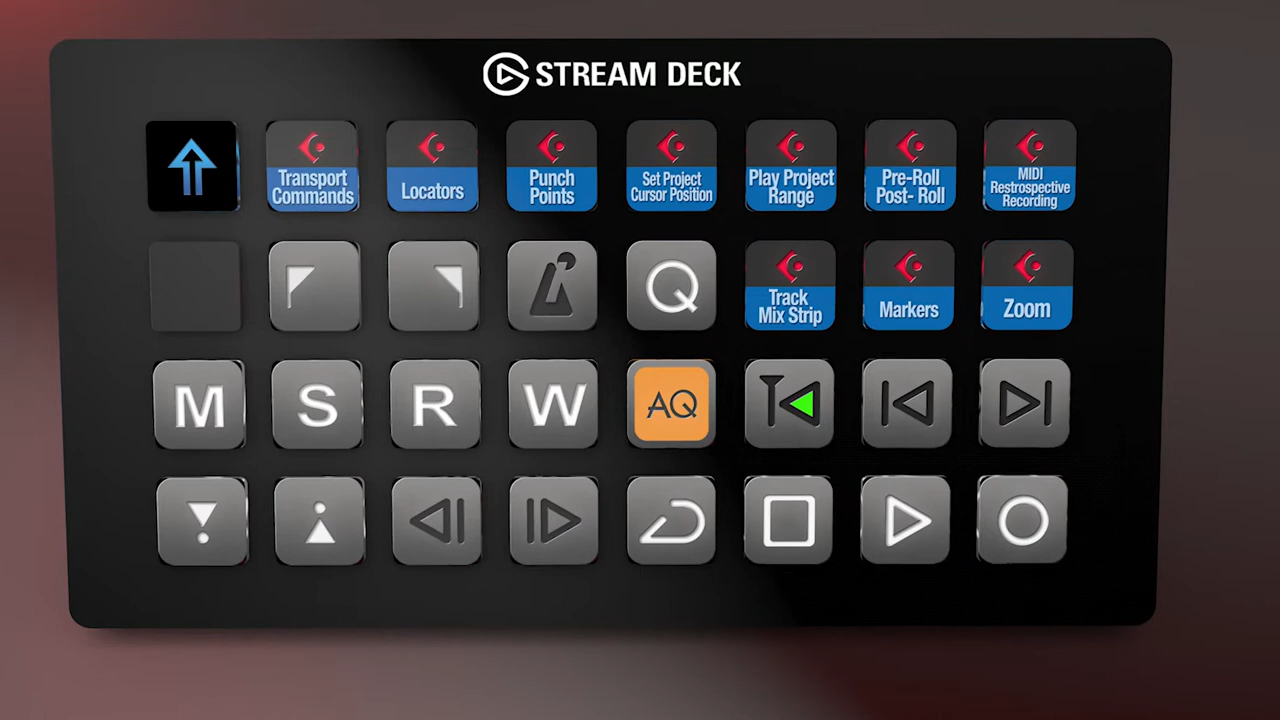 STREAM DECK
Transport
Commands
Locators
Punch
Points
Set Project
Cursor Position
Play Project
Range
Pre-Roll
Post- Roll
MIDI
Restrospective
Recording
Q
Track
Mix Strip
Markers
Zoom
M
S
R
W
AQ